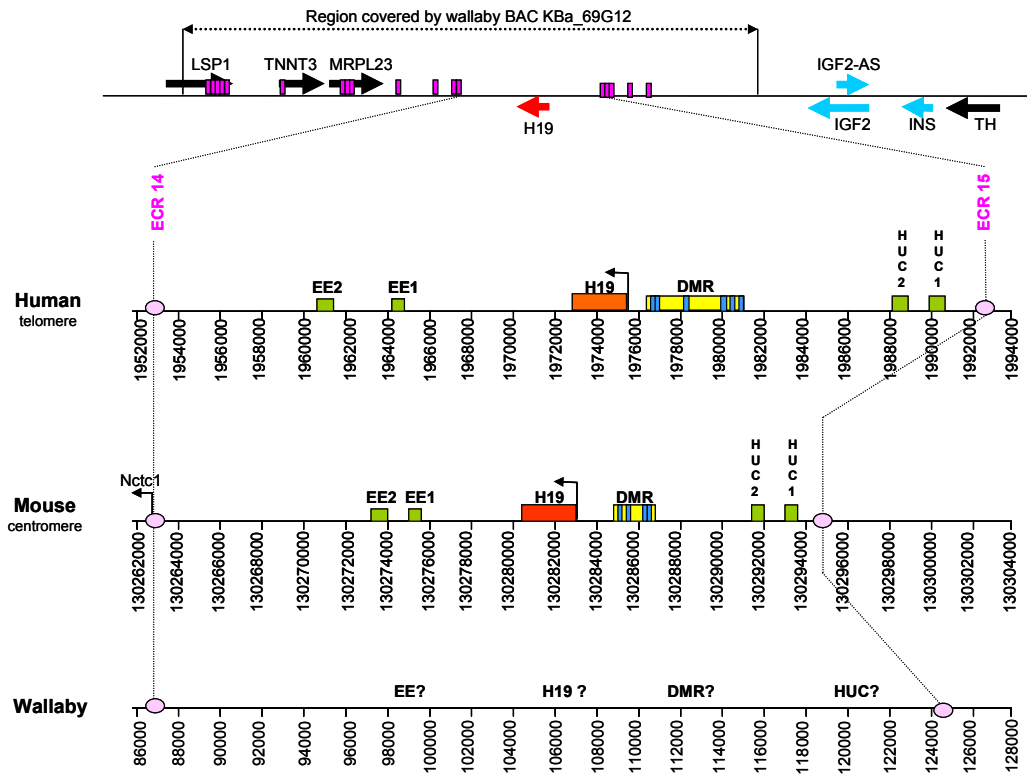 Region covered by wallaby BAC KBa_69G12
LSP1 TNNT3 MRPL23 IGF2-AS
H19 IGF2 INS TH
ECR 14 ECR 15
HUC2 HUC1
EE2 EE1 H19 DMR
Human
telomere
1952000 1954000 1956000 1958000 1960000 1962000 1964000 1966000 1968000 1970000 1972000 1974000 1976000 1978000 1980000 1982000 1984000 1986000 1988000 1990000 1992000 1994000
HUC2 HUC1
Nctc1
EE2 EE1 H19 DMR
Mouse
centromere
130262000 130264000 130266000 130268000 130270000 130272000 130274000 130276000 130278000 130280000 130282000 130284000 130286000 130288000 130290000 130292000 130294000 130296000 130298000 130300000 130302000 130304000
EE? H19 ? DMR? HUC?
Wallaby
86000 88000 90000 92000 94000 96000 98000 100000 102000 104000 106000 108000 110000 112000 114000 116000 118000 120000 122000 124000 126000 128000